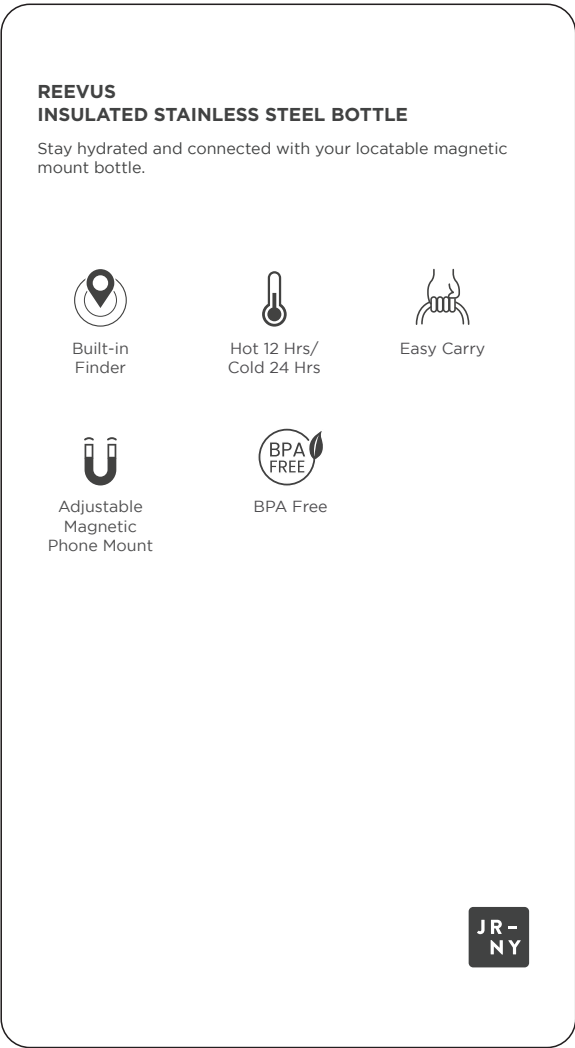 REEVUS
INSULATED STAINLESS STEEL BOTTLE
Stay hydrated and connected with your locatable magnetic
mount bottle.
Built-in
Finder
Hot 12 Hrs/
Cold 24 Hrs
Easy Carry
BPA
FREE
Adjustable
Magnetic
Phone Mount
BPA Free
JR–
NY